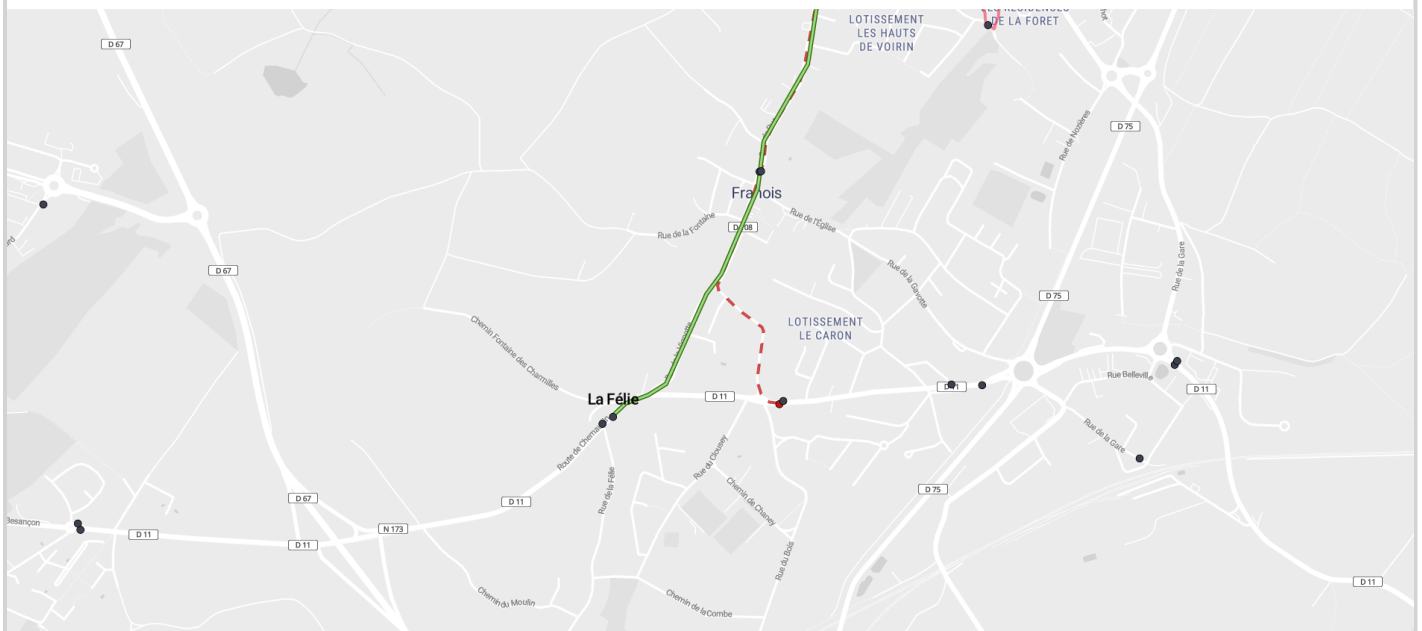 LES RÉSIDENCES
DE LA FORET
LOTISSEMENT
LES HAUTS
DE VOIRIN
D 67
D 75
Rue de Nozières
Franois
Rue de l'Église
Rue de la Fontaine
D 108
Rue de la Gare
Rue de la Gavotte
D 67
D 75
LOTISSEMENT
LE CARON
Chemin Fontaine des Charmilles
Rue Belleville
D 11
D 11
D 11
La Félie
Route de Chemaudin
Rue de la Gare
Rue du Clousey
Rue de la Félie
Chemin de Chaney
D 75
D 67
D 11
Besançon
D 11
N 173
D 11
Rue du Bois
D 11
Chemin du Moulin
Chemin de la Combe